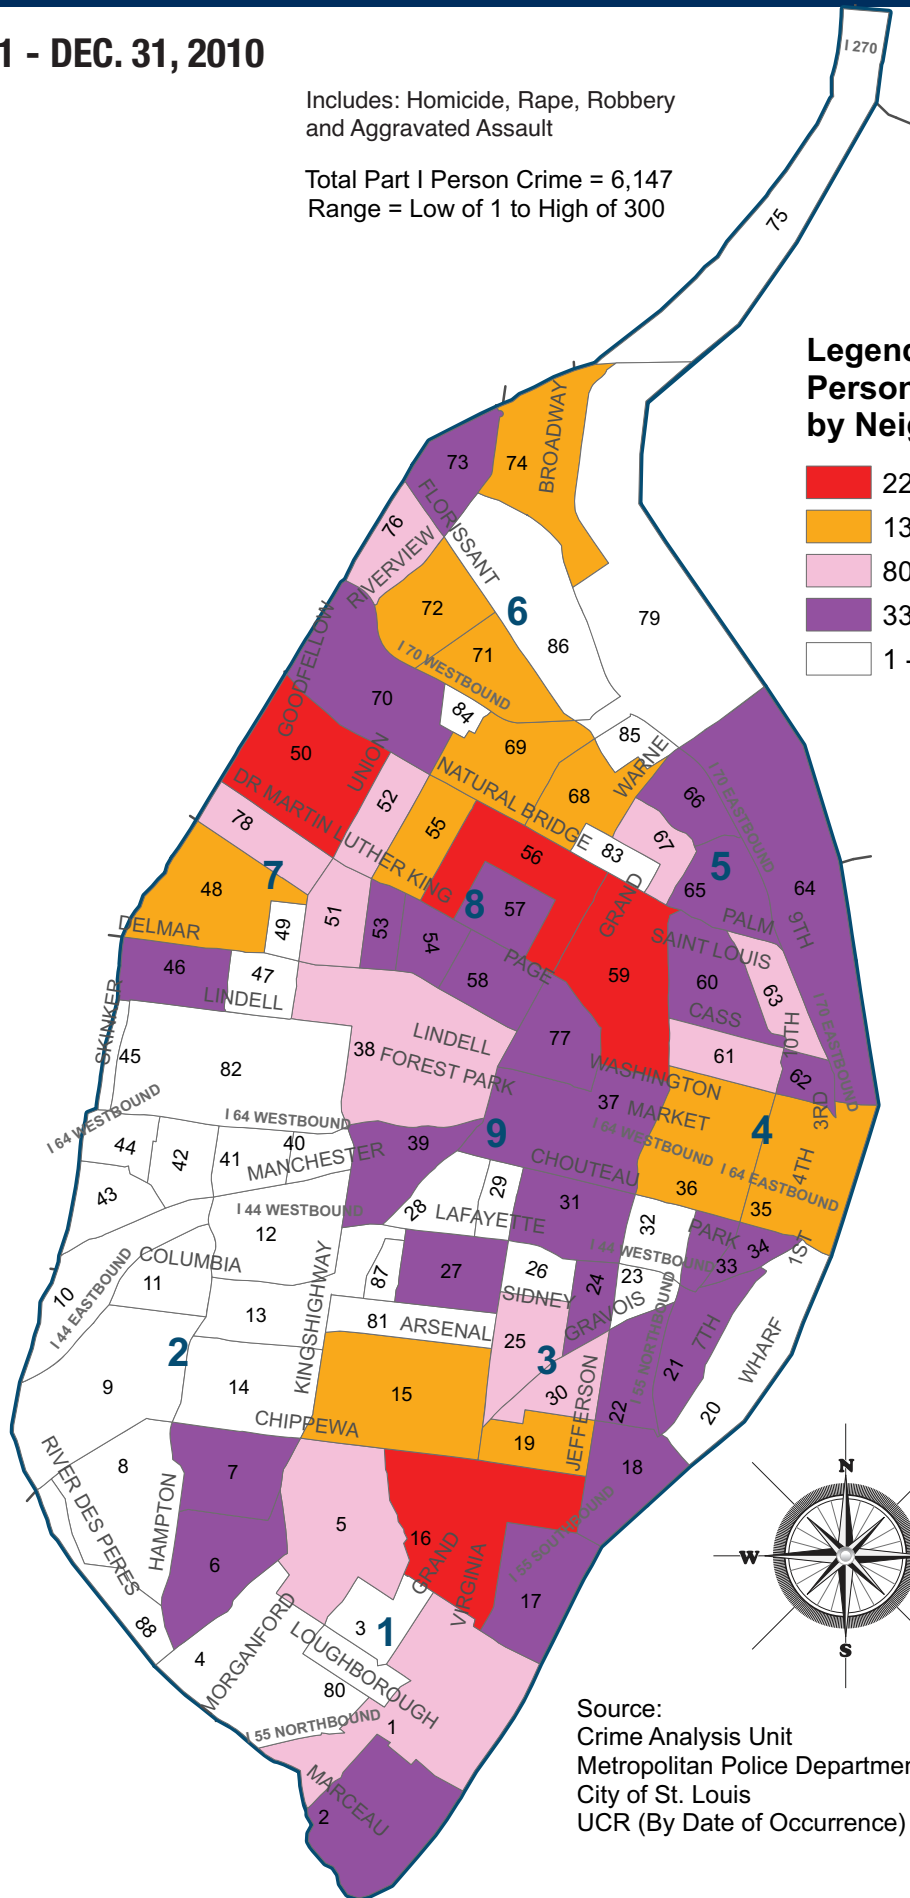 1 - DEC. 31, 2010
I 270
Includes: Homicide, Rape, Robbery
and Aggravated Assault
Total Part I Person Crime = 6,147
Range = Low of 1 to High of 300
75
Legend
Person
by Neig
22
13
80
33
1 -
73
74
BROADWAY
FLORISSANT
76
RIVERVIEW
72
6
79
71
86
I 70 WESTBOUND
GOODFELLOW
70
84
85
WARNE
50
UNION
69
NATURAL BRIDGE
68
66
I 70 EASTBOUND
52
DR MARTIN LUTHER KING
78
55
56
83
67
5
7
48
8
57
65
64
49
51
53
54
GRAND
PALM
9TH
DELMAR
SAINT LOUIS
46
47
58
PAGE
59
60
63
LINDELL
CASS
10TH
I 70 EASTBOUND
SKINKER
45
82
38
LINDELL
FOREST PARK
77
61
WASHINGTON
62
I 64 WESTBOUND
I 64 WESTBOUND
37
MARKET
3RD
44
42
41
40
MANCHESTER
39
9
I 64 WESTBOUND
4
43
CHOUTEAU
I 64 EASTBOUND
4TH
28
29
31
36
35
I 44 WESTBOUND
LAFAYETTE
32
PARK
12
COLUMBIA
I 44 WESTBOUND
34
1ST
33
10
I 44 EASTBOUND
11
KINGSHIGHWAY
87
27
26
24
23
SIDNEY
GRAVOIS
13
81
ARSENAL
25
I 55 NORTHBOUND
7TH
WHARF
2
3
9
14
15
30
JEFFERSON
21
20
22
CHIPPEWA
19
RIVER DES PERES
8
HAMPTON
7
18
N
5
16
GRAND
I 55 SOUTHBOUND
W
6
VIRGINIA
17
88
MORGANFORD
3
1
LOUGHBOROUGH
S
4
80
I 55 NORTHBOUND
1
MARCEAU
2
Source:
Crime Analysis Unit
Metropolitan Police Departmen
City of St. Louis
UCR (By Date of Occurrence)